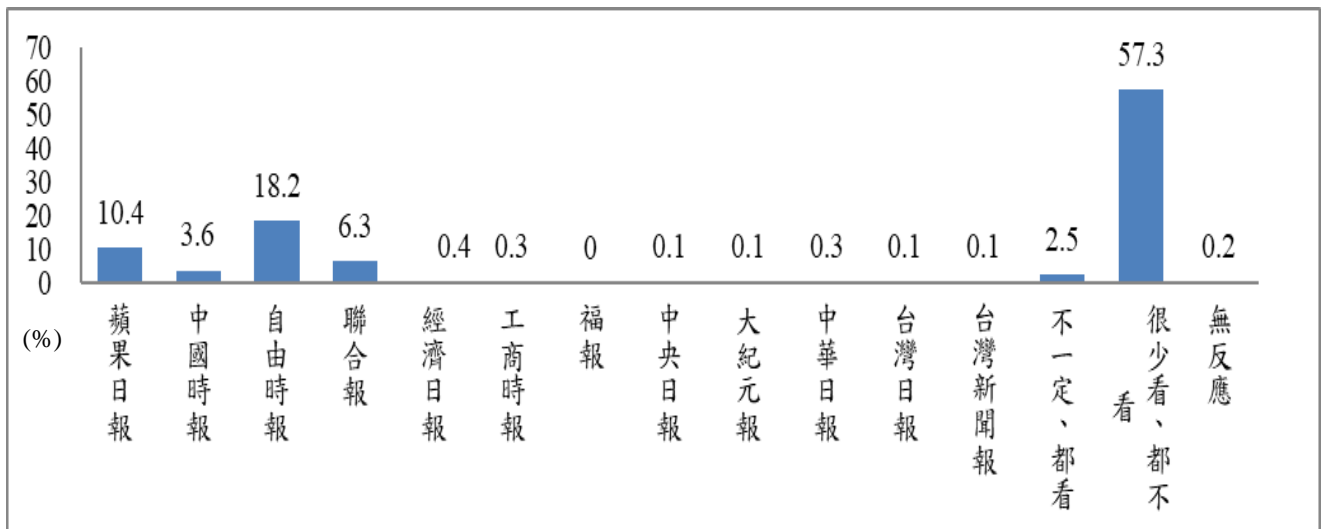 70
60
50
40
30
20
10
0
(%)
10.4
3.6
18.2
6.3
0.4
0.3
0
0.1
0.1
0.3
0.1
0.1
2.5
57.3
0.2
蘋果日報
中國時報
自由時報
聯合報
經濟日報
工商時報
福報
中央日報
大紀元報
中華日報
台灣日報
台灣新聞報
不一定、都看
很少看、都不
看
無反應